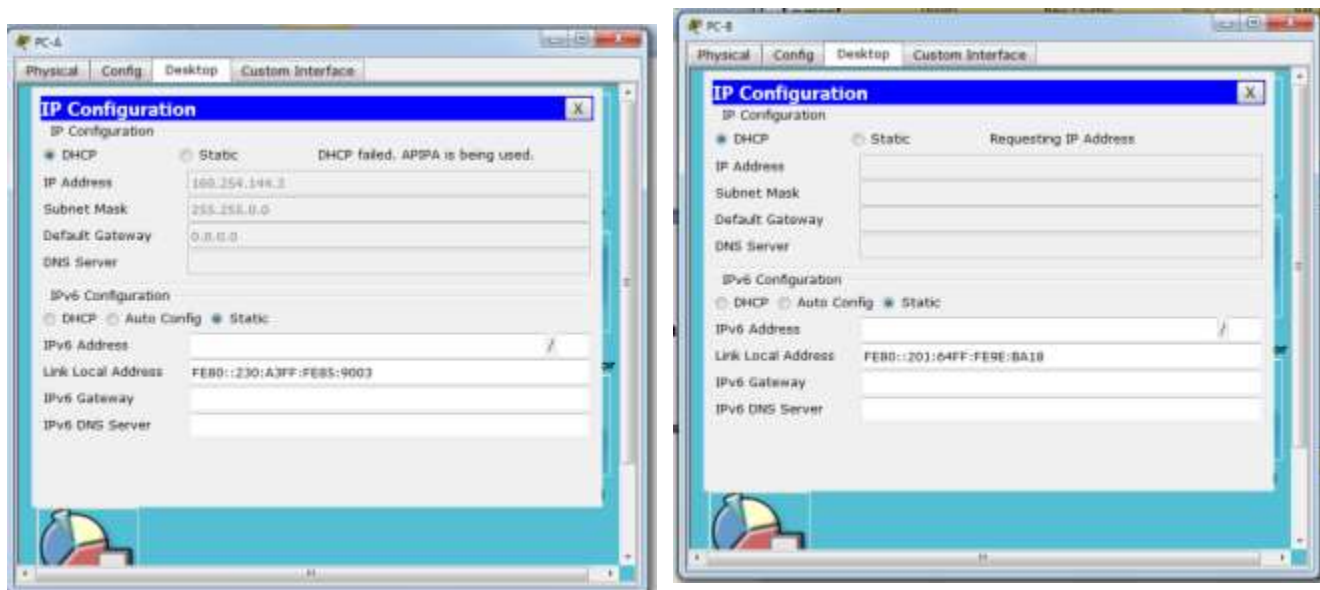 PC-A
Physical Config Desktop Custom Interface
IP Configuration X
IP Configuration
DHCP Static DHCP failed. APIPA is being used.
IP Address
Subnet Mask 255.255.0.0
Default Gateway 0.0.0.0
DNS Server
IPv6 Configuration
DHCP Auto Config Static
IPv6 Address /
Link Local Address FE80::230:A3FF:FE85:9003
IPv6 Gateway
IPv6 DNS Server
PC-B
Physical Config Desktop Custom Interface
IP Configuration X
IP Configuration
DHCP Static Requesting IP Address
IP Address
Subnet Mask
Default Gateway
DNS Server
IPv6 Configuration
DHCP Auto Config Static
IPv6 Address /
Link Local Address FE80::201:64FF:FE9E:BA18
IPv6 Gateway
IPv6 DNS Server